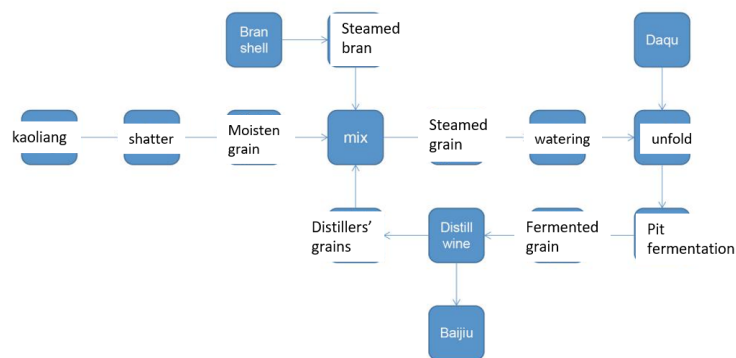 Bran
shell
Steamed
bran
Daqu
kaoliang
shatter
Moisten
grain
mix
Steamed
grain
watering
unfold
Distillers'
grains
Distill
wine
Fermented
grain
Pit
fermentation
Baijiu